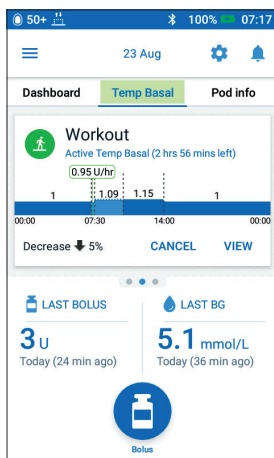 50+ 100% 07:17
23 Aug
Dashboard Temp Basal Pod info
Workout
Active Temp Basal (2 hrs 56 mins left)
0.95 U/hr
1 1.09 1.15 1
00:00 07:30 14:00 00:00
Decrease 5% CANCEL VIEW
LAST BOLUS LAST BG
3 U 5.1 mmol/L
Today (24 min ago) Today (36 min ago)
Bolus